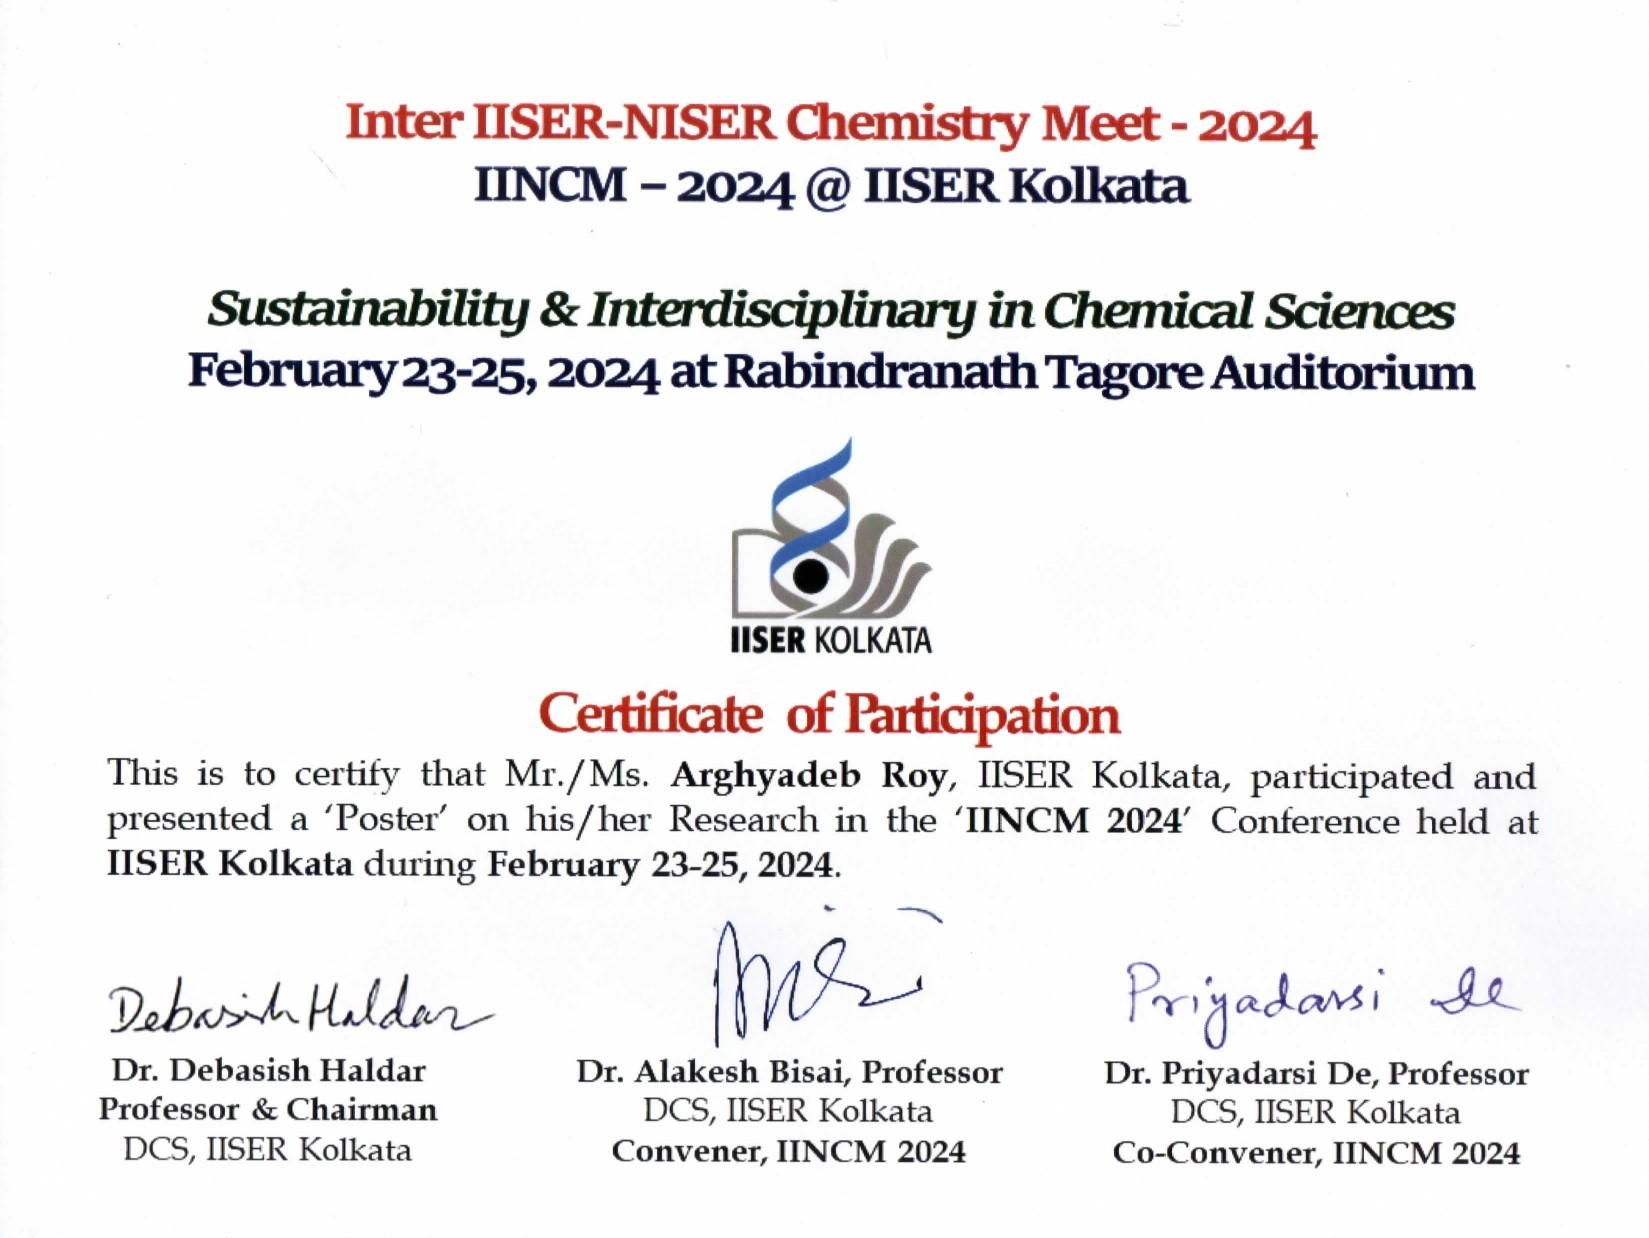 Inter IISER-NISER Chemistry Meet - 2024
IINCM – 2024 @ IISER Kolkata
Sustainability & Interdisciplinary in Chemical Sciences
February 23-25, 2024 at Rabindranath Tagore Auditorium
IISER KOLKATA
Certificate of Participation
This is to certify that Mr./Ms. Arghyadeb Roy, IISER Kolkata, participated and
presented a ‘Poster’ on his/her Research in the ‘IINCM 2024’ Conference held at
IISER Kolkata during February 23-25, 2024.
Debasish Haldar
Priyadarsi De
Dr. Debasish Haldar
Professor & Chairman
DCS, IISER Kolkata
Dr. Alakesh Bisai, Professor
DCS, IISER Kolkata
Convener, IINCM 2024
Dr. Priyadarsi De, Professor
DCS, IISER Kolkata
Co-Convener, IINCM 2024